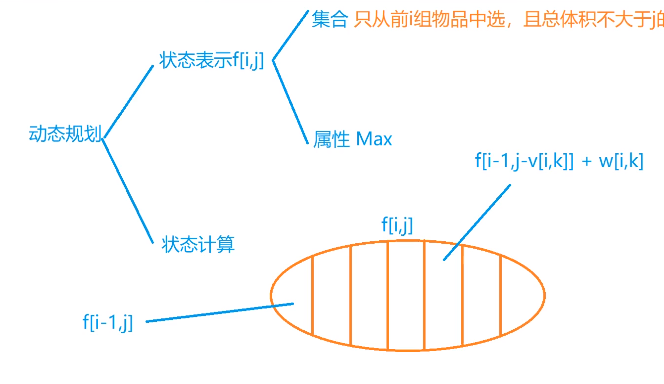 集合 只从前i组物品中选，且总体积不大于j的
状态表示f[i,j]
动态规划
属性 Max
f[i-1,j-v[i,k]] + w[i,k]
状态计算
f[i,j]
f[i-1,j]